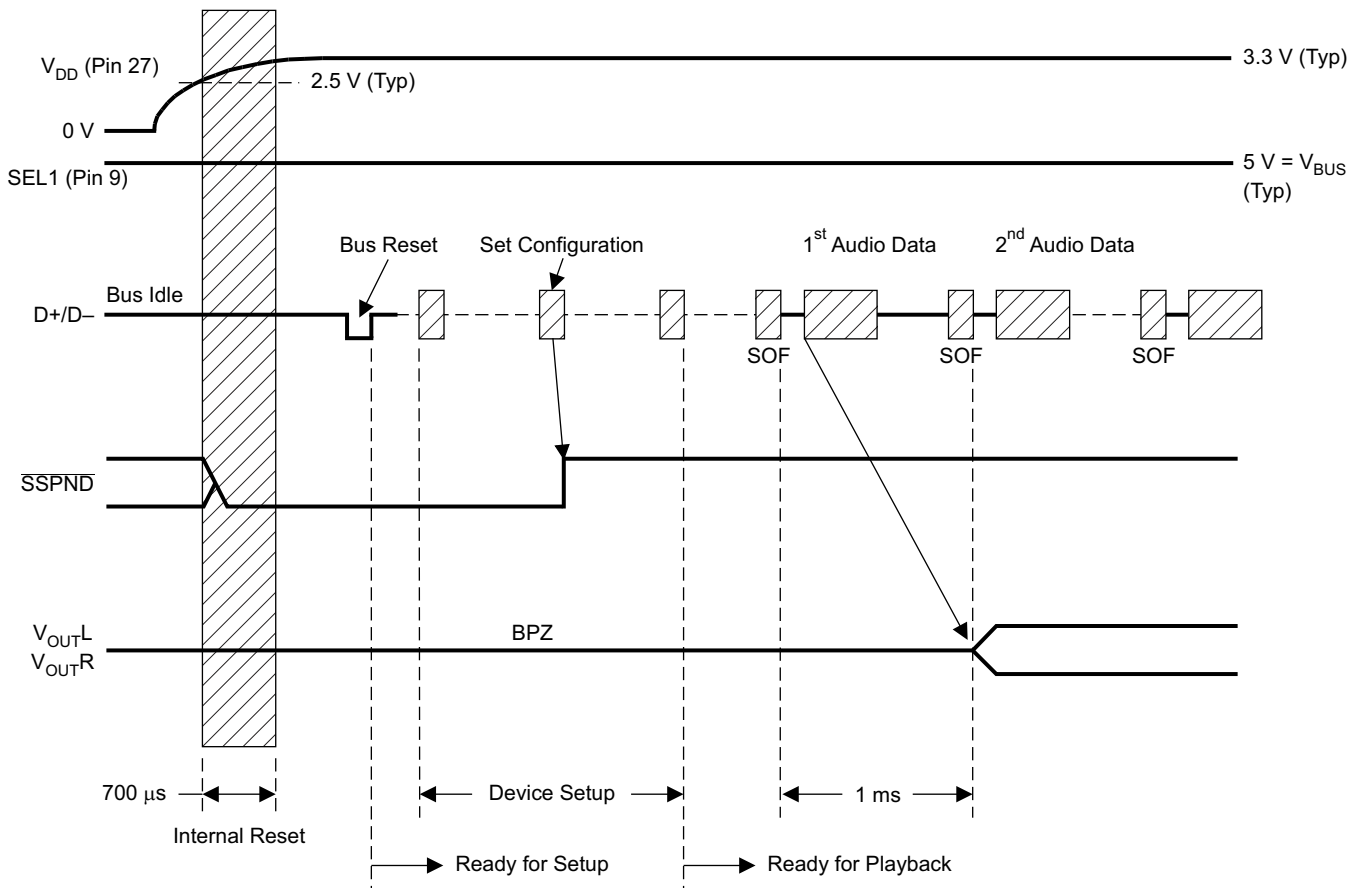 V_DD (Pin 27)
2.5 V (Typ)
3.3 V (Typ)
0 V
SEL1 (Pin 9)
5 V = V_BUS
(Typ)
Bus Reset
Set Configuration
1st Audio Data
2nd Audio Data
Bus Idle
D+/D–
SOF
SOF
SOF
SSPND
V_OUTL
V_OUTR
BPZ
700 μs
Internal Reset
Device Setup
1 ms
Ready for Setup
Ready for Playback